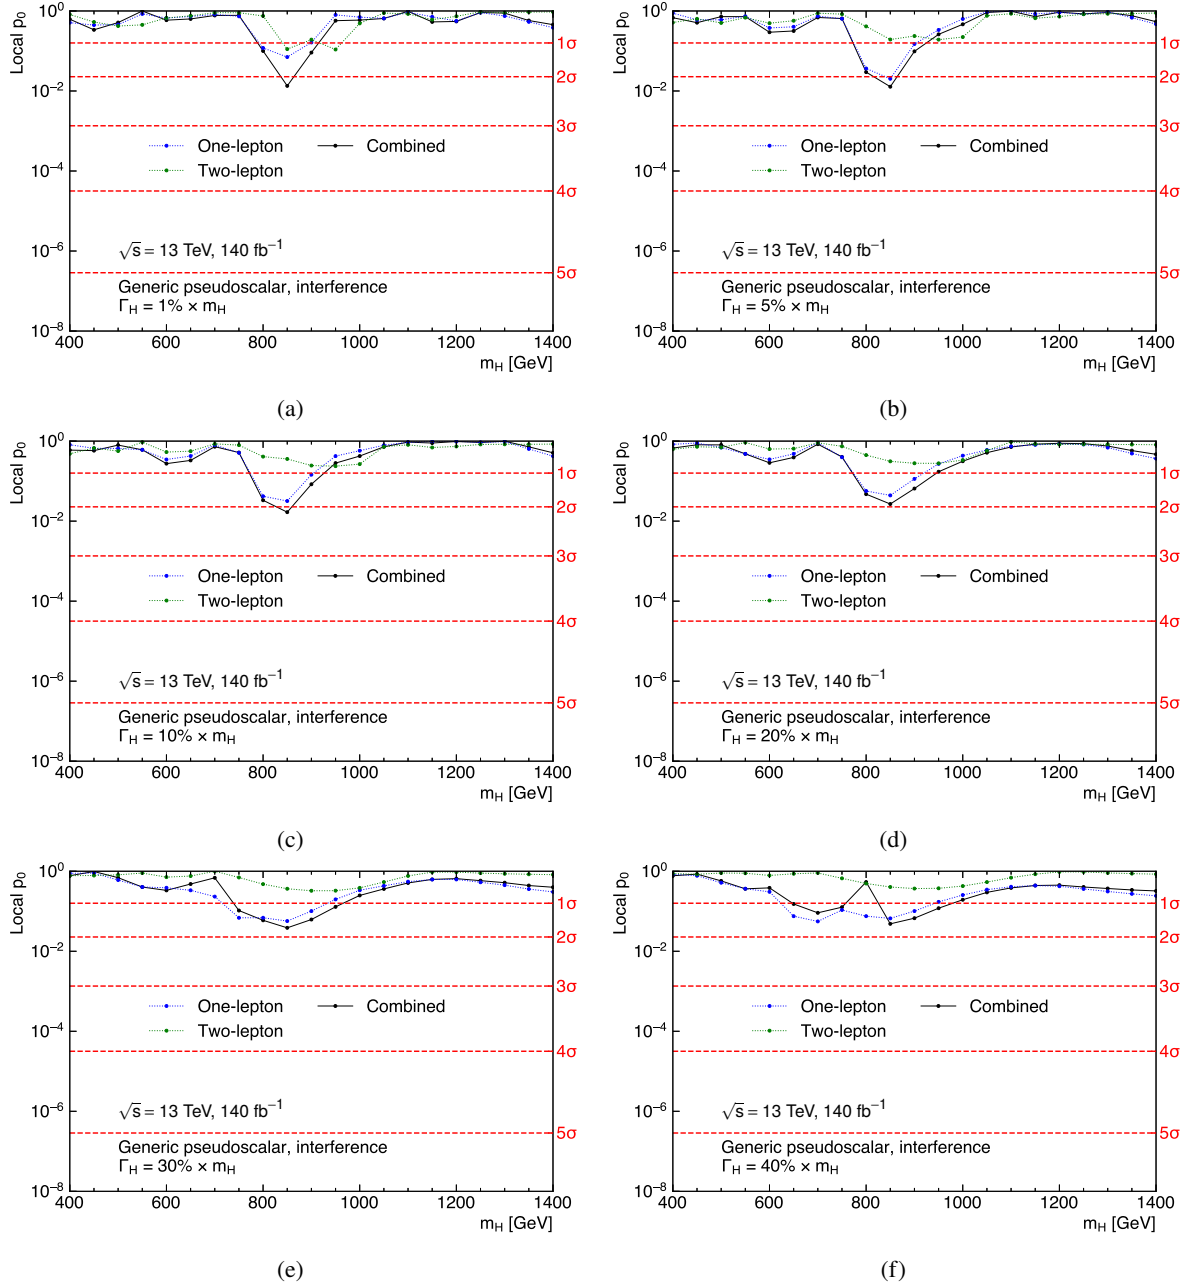 Local p0
10^0
10^−2
10^−4
10^−6
10^−8
1σ
2σ
3σ
4σ
5σ
One-lepton
Combined
Two-lepton
√s = 13 TeV, 140 fb^−1
Generic pseudoscalar, interference
Γ_H = 1% × m_H
400 600 800 1000 1200 1400
m_H [GeV]
(a)
Local p0
10^0
10^−2
10^−4
10^−6
10^−8
1σ
2σ
3σ
4σ
5σ
One-lepton
Combined
Two-lepton
√s = 13 TeV, 140 fb^−1
Generic pseudoscalar, interference
Γ_H = 5% × m_H
400 600 800 1000 1200 1400
m_H [GeV]
(b)
Local p0
10^0
10^−2
10^−4
10^−6
10^−8
1σ
2σ
3σ
4σ
5σ
One-lepton
Combined
Two-lepton
√s = 13 TeV, 140 fb^−1
Generic pseudoscalar, interference
Γ_H = 10% × m_H
400 600 800 1000 1200 1400
m_H [GeV]
(c)
Local p0
10^0
10^−2
10^−4
10^−6
10^−8
1σ
2σ
3σ
4σ
5σ
One-lepton
Combined
Two-lepton
√s = 13 TeV, 140 fb^−1
Generic pseudoscalar, interference
Γ_H = 20% × m_H
400 600 800 1000 1200 1400
m_H [GeV]
(d)
Local p0
10^0
10^−2
10^−4
10^−6
10^−8
1σ
2σ
3σ
4σ
5σ
One-lepton
Combined
Two-lepton
√s = 13 TeV, 140 fb^−1
Generic pseudoscalar, interference
Γ_H = 30% × m_H
400 600 800 1000 1200 1400
m_H [GeV]
(e)
Local p0
10^0
10^−2
10^−4
10^−6
10^−8
1σ
2σ
3σ
4σ
5σ
One-lepton
Combined
Two-lepton
√s = 13 TeV, 140 fb^−1
Generic pseudoscalar, interference
Γ_H = 40% × m_H
400 600 800 1000 1200 1400
m_H [GeV]
(f)